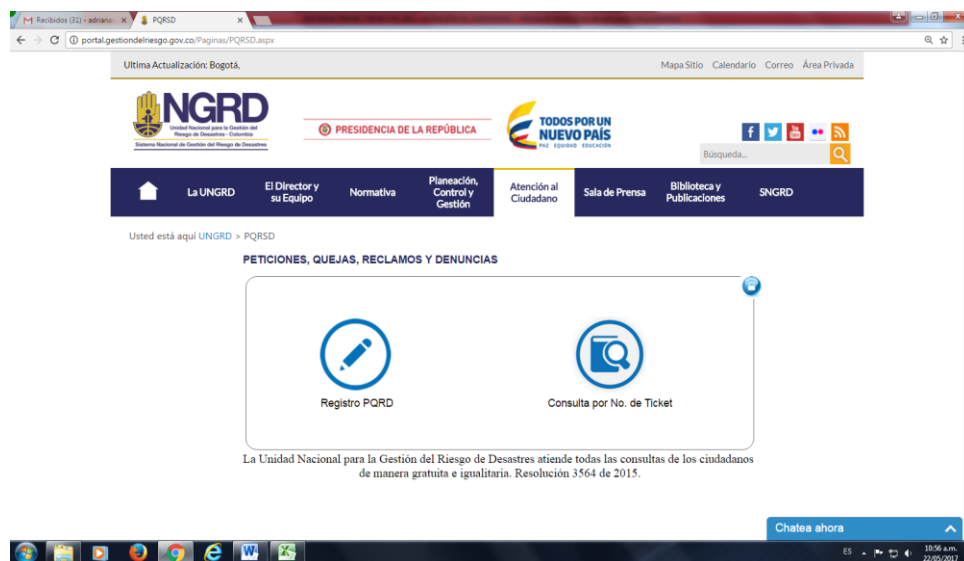 Recibidos (31) - adriana
PQRSD
portal.gestiondelriesgo.gov.co/Paginas/PQRSD.aspx
Ultima Actualización: Bogotá,
Mapa Sitio Calendario Correo Área Privada
NGRD
Unidad Nacional para la Gestión del
Riesgo de Desastres - Colombia
Sistema Nacional de Gestión del Riesgo de Desastres
PRESIDENCIA DE LA REPÚBLICA
TODOS POR UN
NUEVO PAÍS
PAZ EQUIDAD EDUCACIÓN
Búsqueda...
La UNGRD
El Director y
su Equipo
Normativa
Planeación,
Control y
Gestión
Atención al
Ciudadano
Sala de Prensa
Biblioteca y
Publicaciones
SNGRD
Usted está aquí UNGRD > PQRSD
PETICIONES, QUEJAS, RECLAMOS Y DENUNCIAS
Registro PQRD
Consulta por No. de Ticket
La Unidad Nacional para la Gestión del Riesgo de Desastres atiende todas las consultas de los ciudadanos
de manera gratuita e igualitaria. Resolución 3564 de 2015.
Chatea ahora
ES
10:56 a.m.
22/05/2017